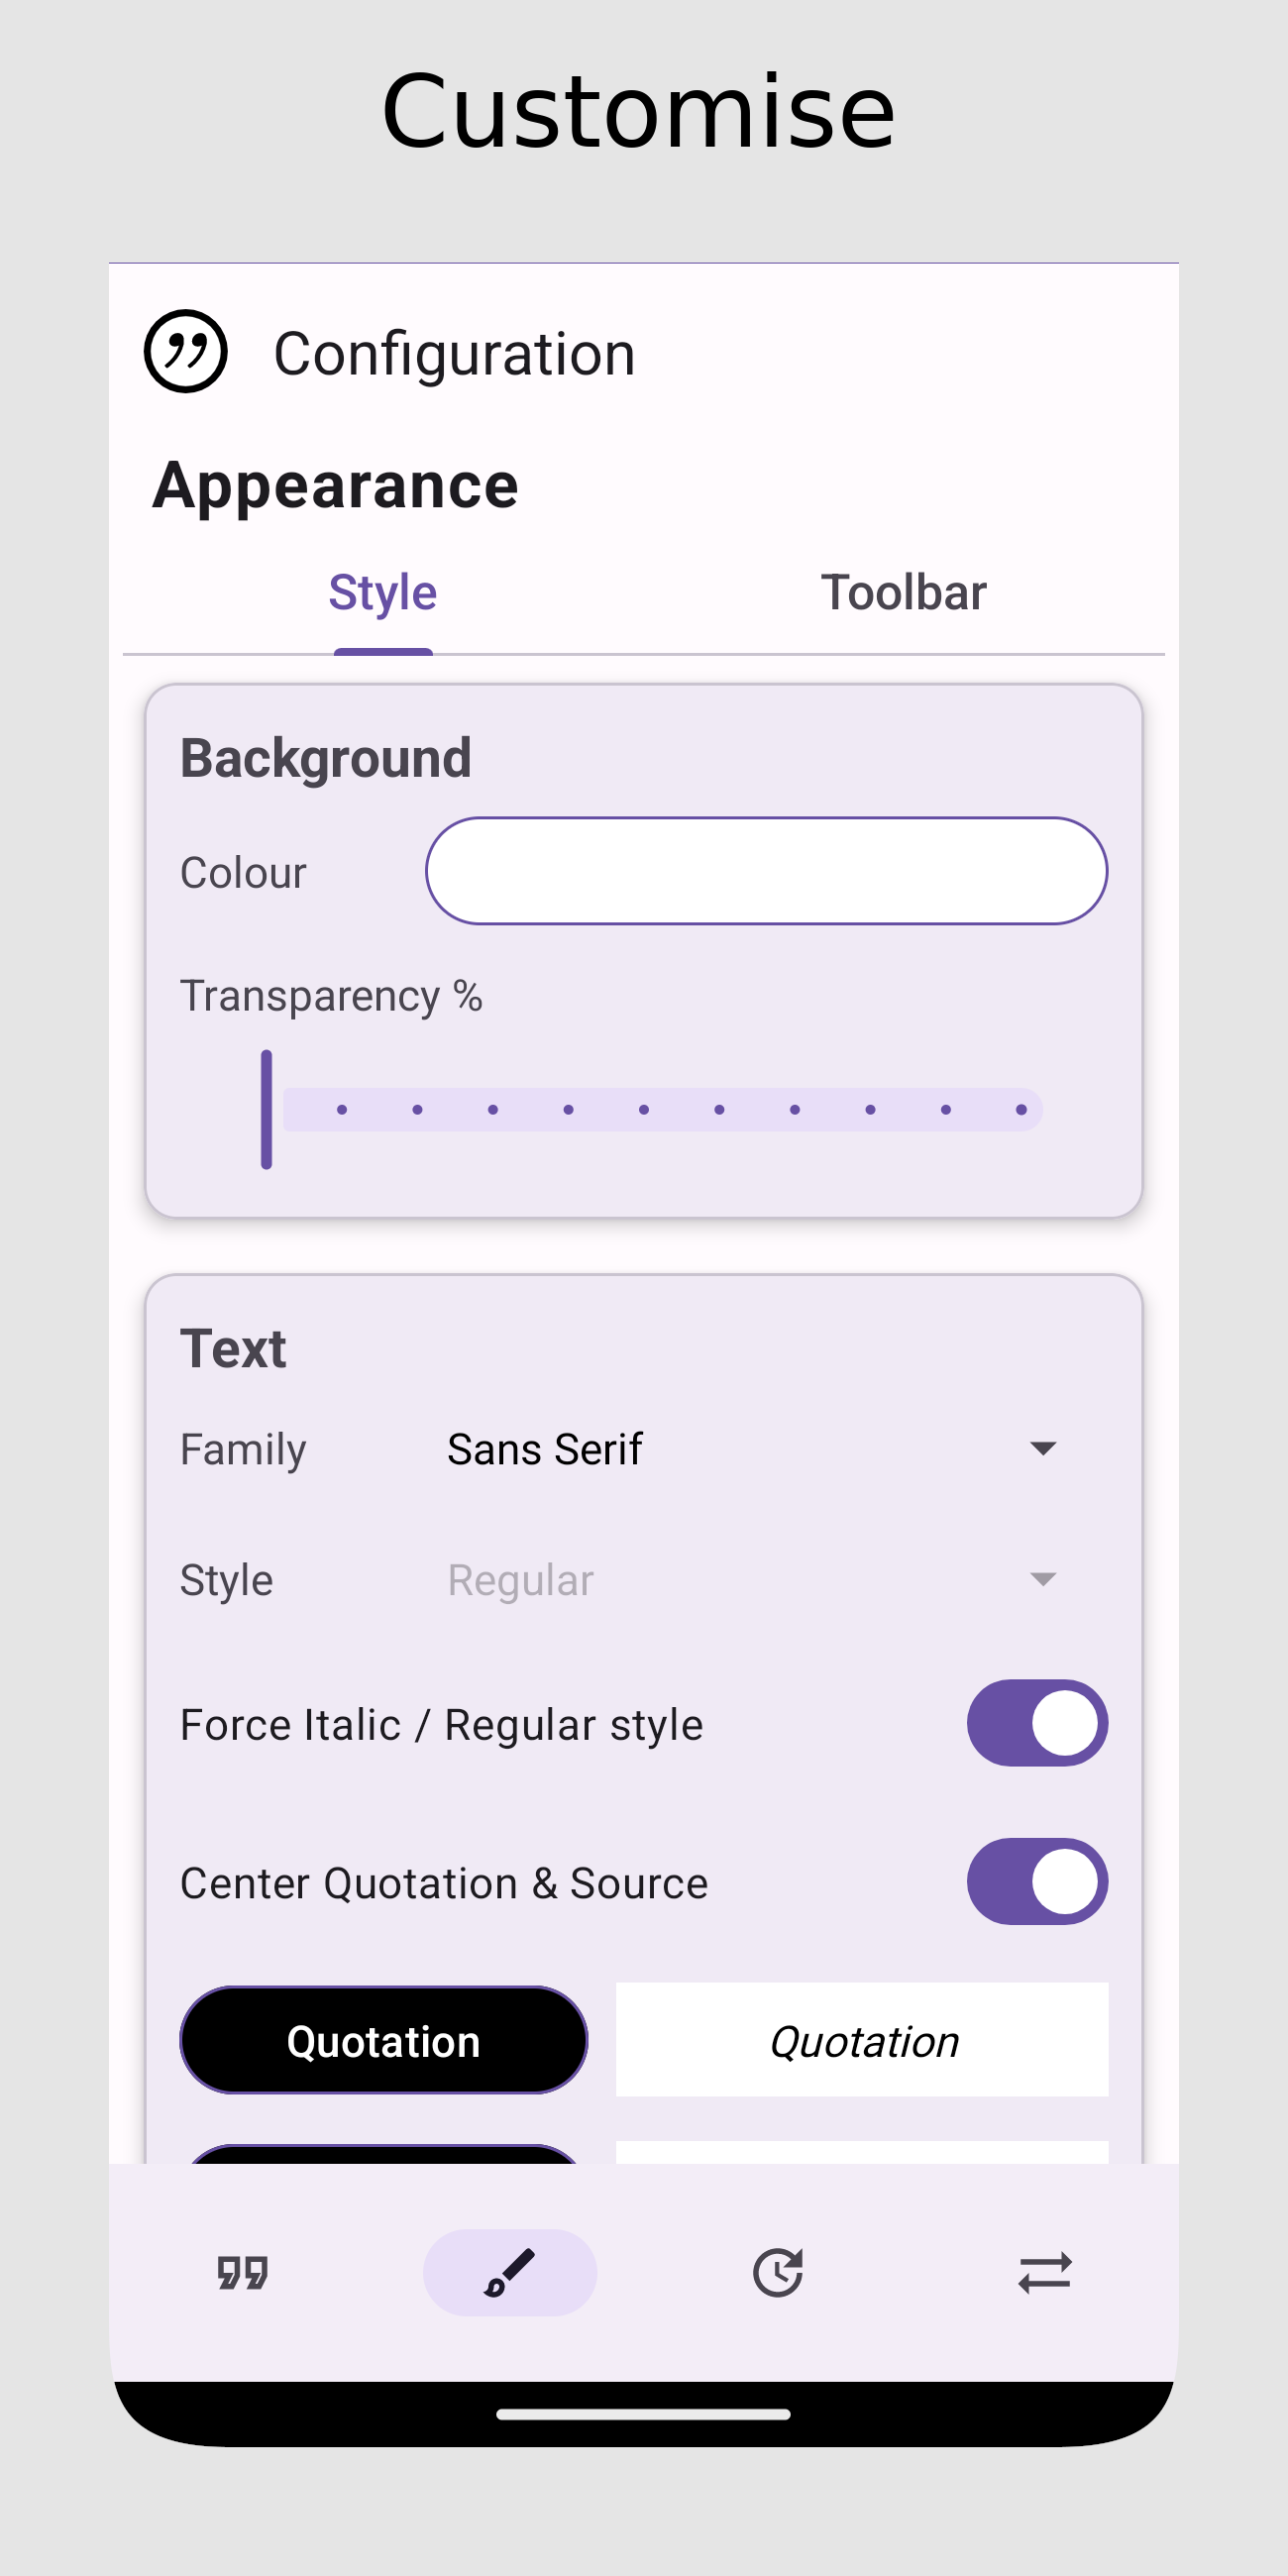 Customise
Configuration
Appearance
Style Toolbar
Background
Colour
Transparency %
Text
Family Sans Serif
Style Regular
Force Italic / Regular style
Center Quotation & Source
Quotation Quotation